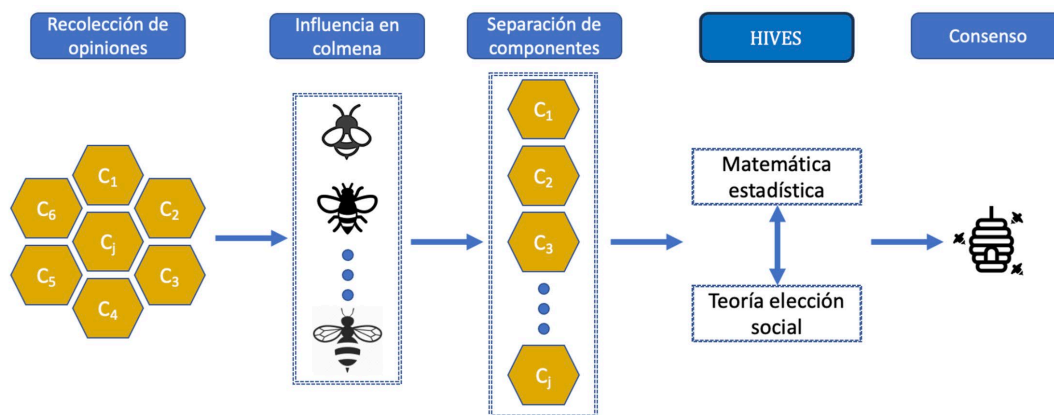 Recolección de
opiniones
Influencia en
colmena
Separación de
componentes
HIVES
Consenso
C1
C6
C2
Cj
C5
C3
C4
C1
C2
C3
Cj
Matemática
estadística
Teoría elección
social